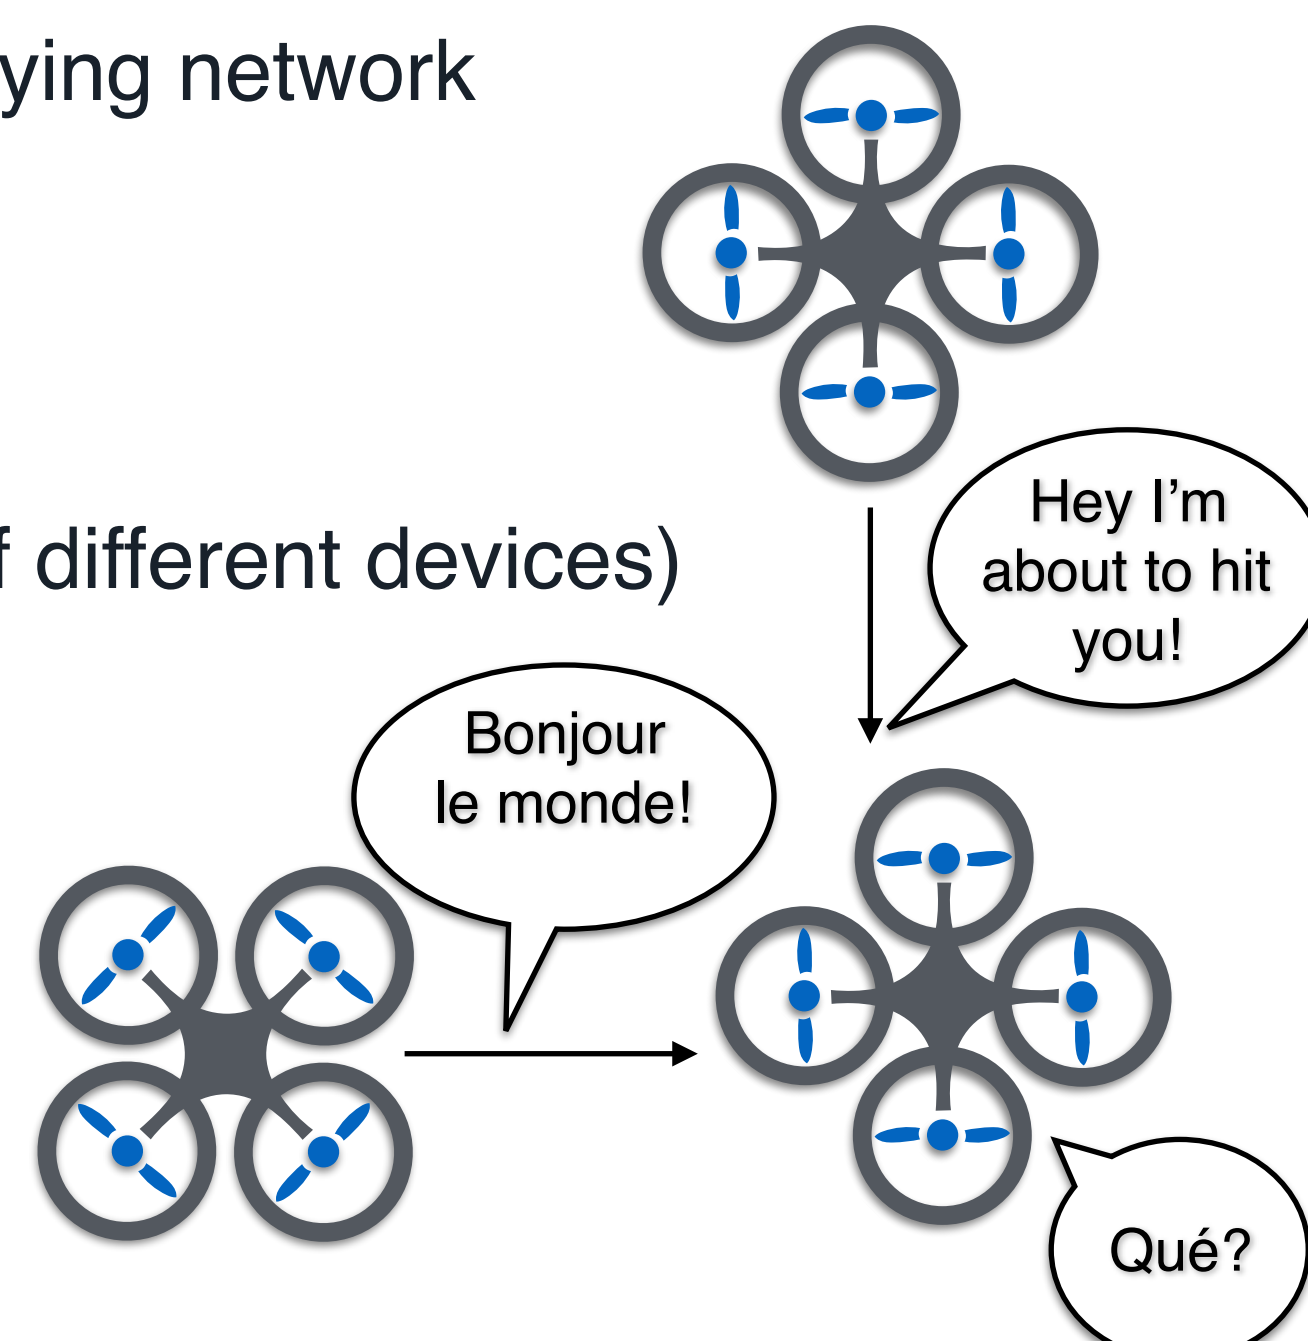 ying network
f different devices)
Hey I'm
about to hit
you!
Bonjour
le monde!
Qué?